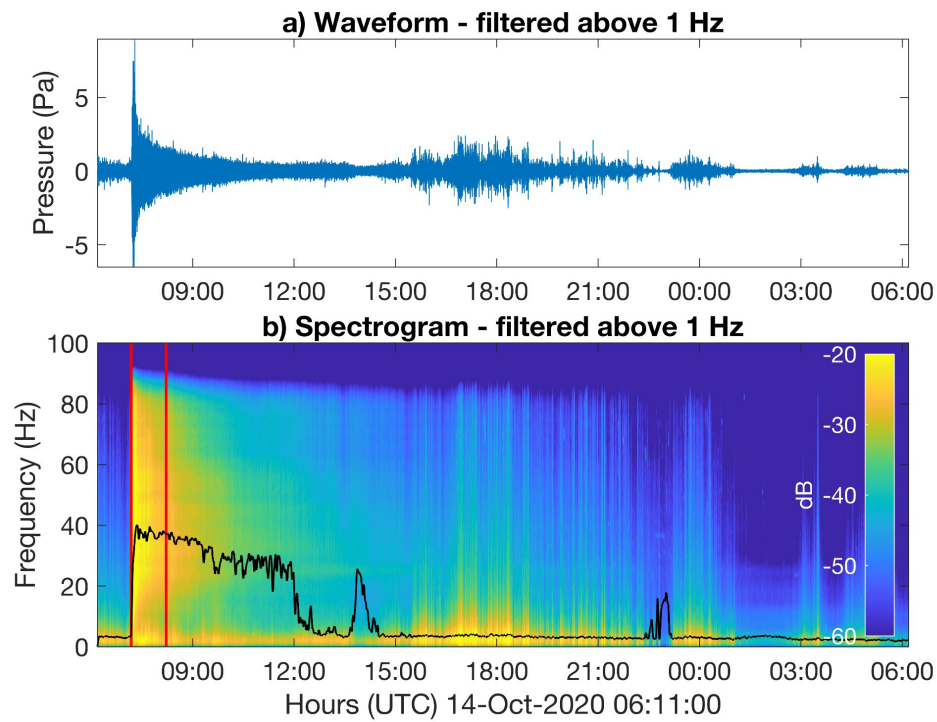 a) Waveform - filtered above 1 Hz
Pressure (Pa)
5
0
-5
09:00 12:00 15:00 18:00 21:00 00:00 03:00 06:00
b) Spectrogram - filtered above 1 Hz
Frequency (Hz)
100
80
60
40
20
0
dB
-20
-30
-40
-50
-60
09:00 12:00 15:00 18:00 21:00 00:00 03:00 06:00
Hours (UTC) 14-Oct-2020 06:11:00